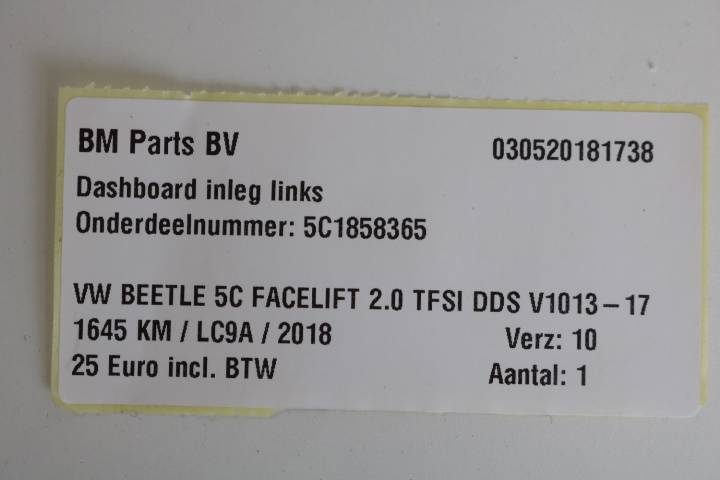 BM Parts BV 030520181738
Dashboard inleg links
Onderdeelnummer: 5C1858365
VW BEETLE 5C FACELIFT 2.0 TFSI DDS V1013-17
1645 KM / LC9A / 2018 Verz: 10
25 Euro incl. BTW Aantal: 1